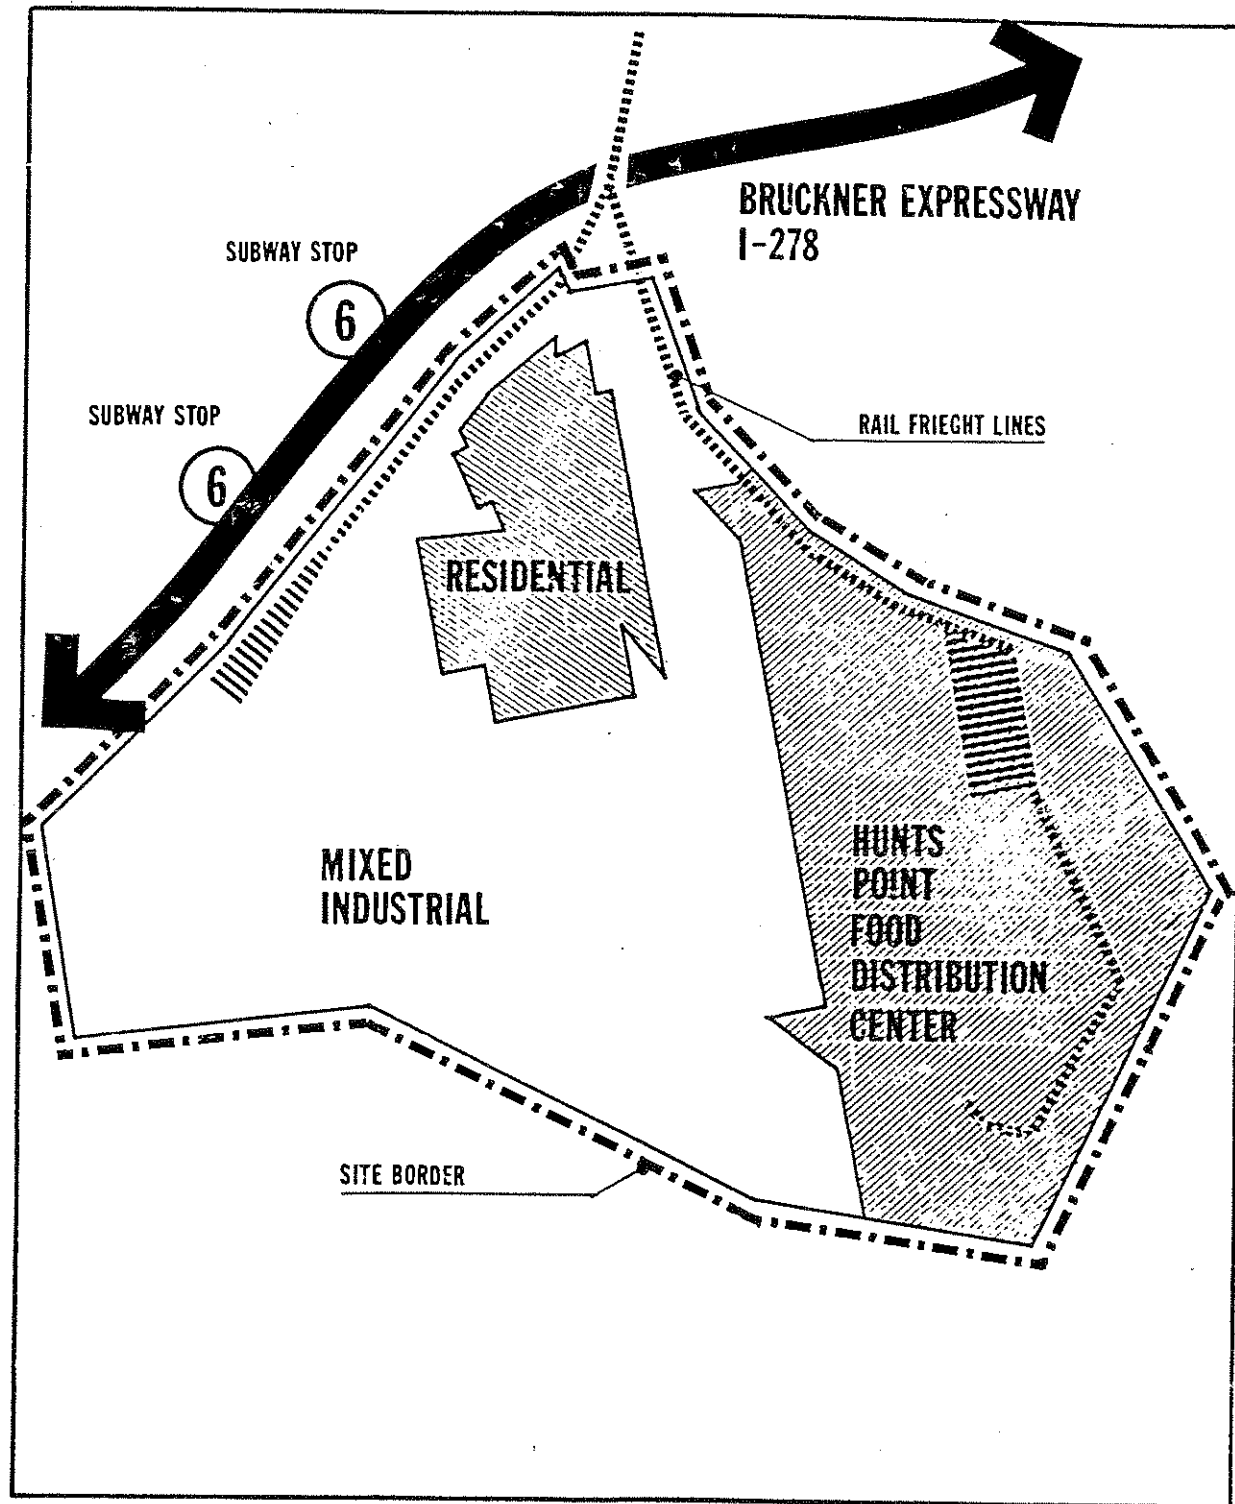 BRUCKNER EXPRESSWAY
I-278
SUBWAY STOP
6
SUBWAY STOP
6
RAIL FRIEGHT LINES
RESIDENTIAL
MIXED
INDUSTRIAL
HUNTS
POINT
FOOD
DISTRIBUTION
CENTER
SITE BORDER